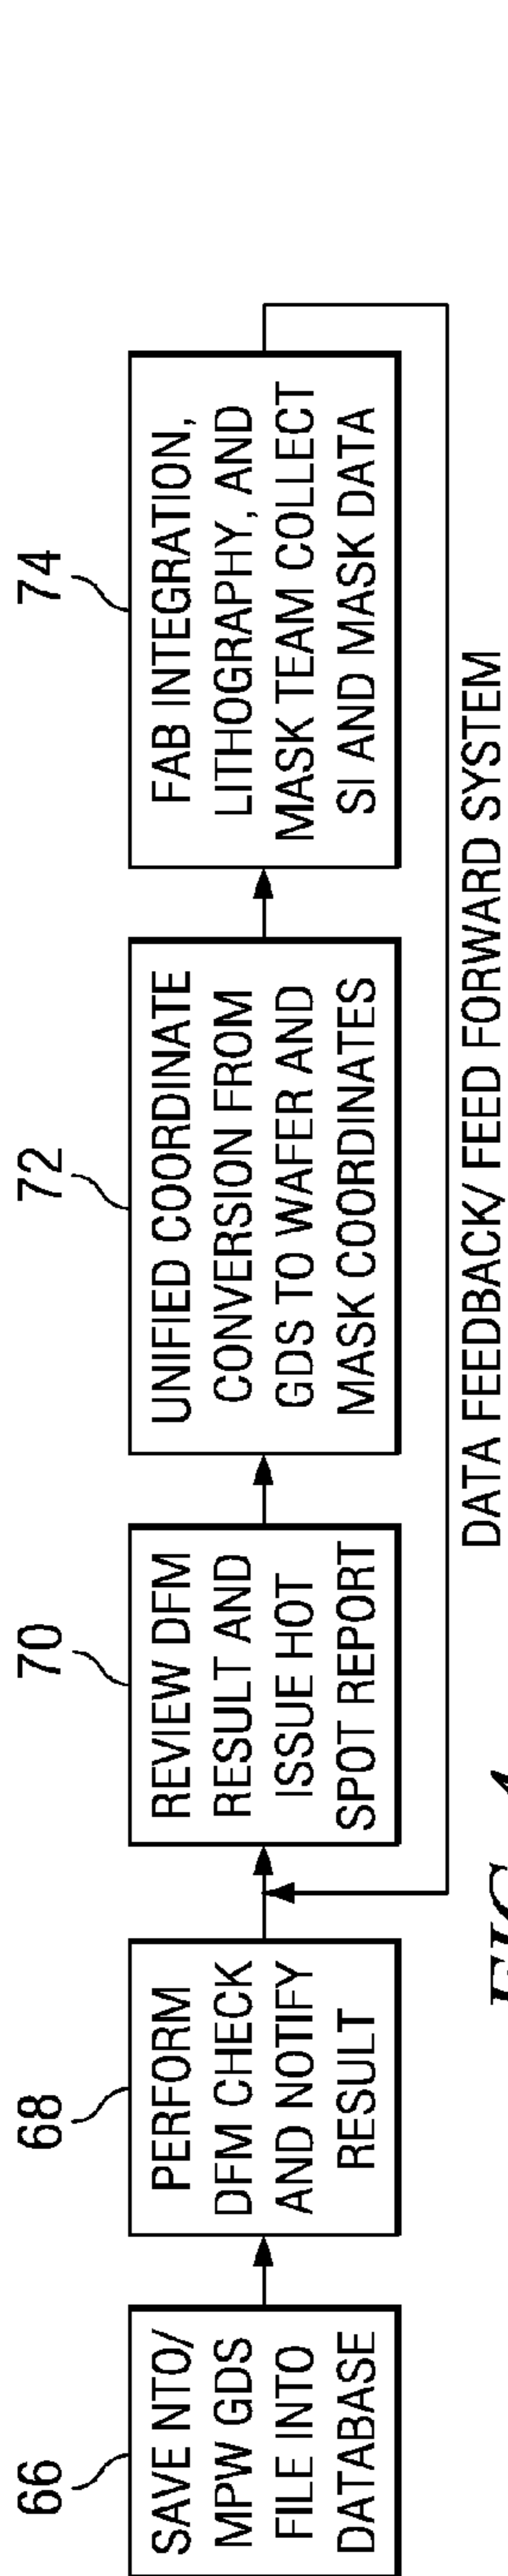 66
SAVE NTO/
MPW GDS
FILE INTO
DATABASE
68
PERFORM
DFM CHECK
AND NOTIFY
RESULT
70
REVIEW DFM
RESULT AND
ISSUE HOT
SPOT REPORT
72
UNIFIED COORDINATE
CONVERSION FROM
GDS TO WAFER AND
MASK COORDINATES
74
FAB INTEGRATION,
LITHOGRAPHY, AND
MASK TEAM COLLECT
SI AND MASK DATA
DATA FEEDBACK/ FEED FORWARD SYSTEM